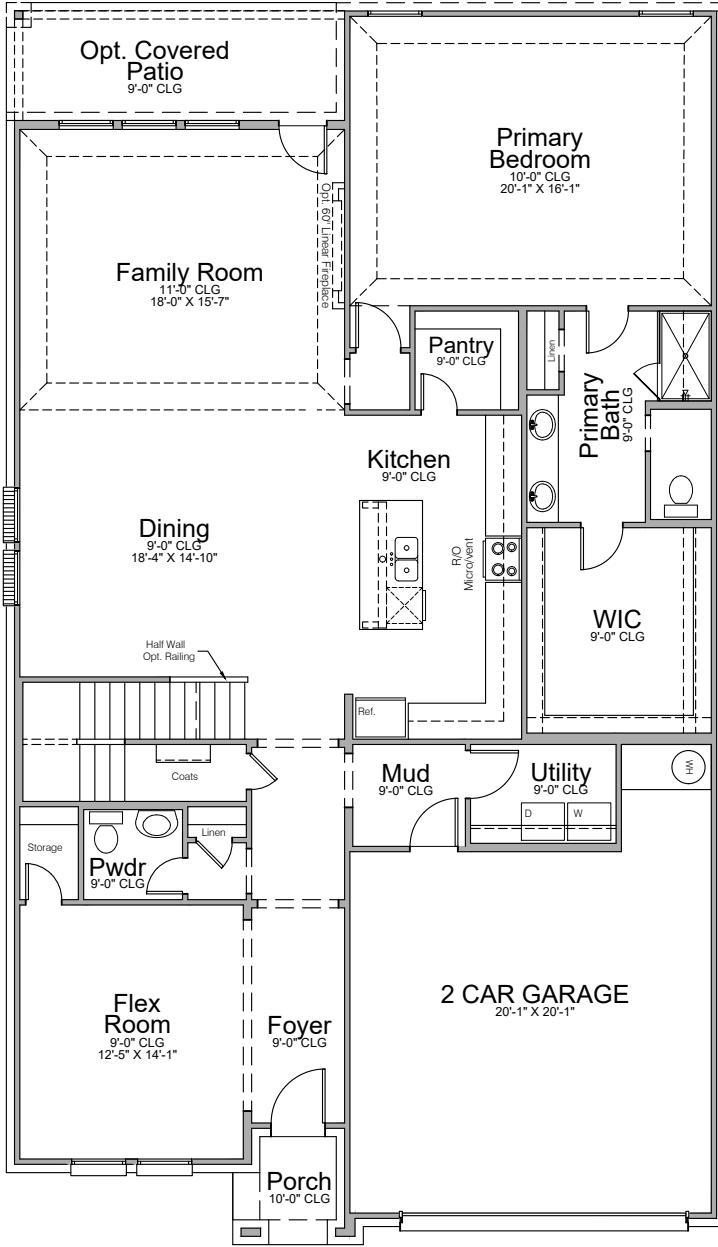 Opt. Covered
Patio
9'-0" CLG
Primary
Bedroom
10'-0" CLG
20'-1" X 16'-1"
Family Room
11'-0" CLG
18'-0" X 15'-7"
Opt. 60" Linear Fireplace
Pantry
9'-0" CLG
Linen
Primary
Bath
9'-0" CLG
Kitchen
9'-0" CLG
Dining
9'-0" CLG
18'-4" X 14'-10"
R/O
Micro/vent
WIC
9'-0" CLG
Half Wall
Opt. Railing
Ref.
Coats
Mud
9'-0" CLG
Utility
9'-0" CLG
D
W
WH
Storage
Pwdr
9'-0" CLG
Linen
Flex
Room
9'-0" CLG
12'-5" X 14'-1"
Foyer
9'-0" CLG
2 CAR GARAGE
20'-1" X 20'-1"
Porch
10'-0" CLG